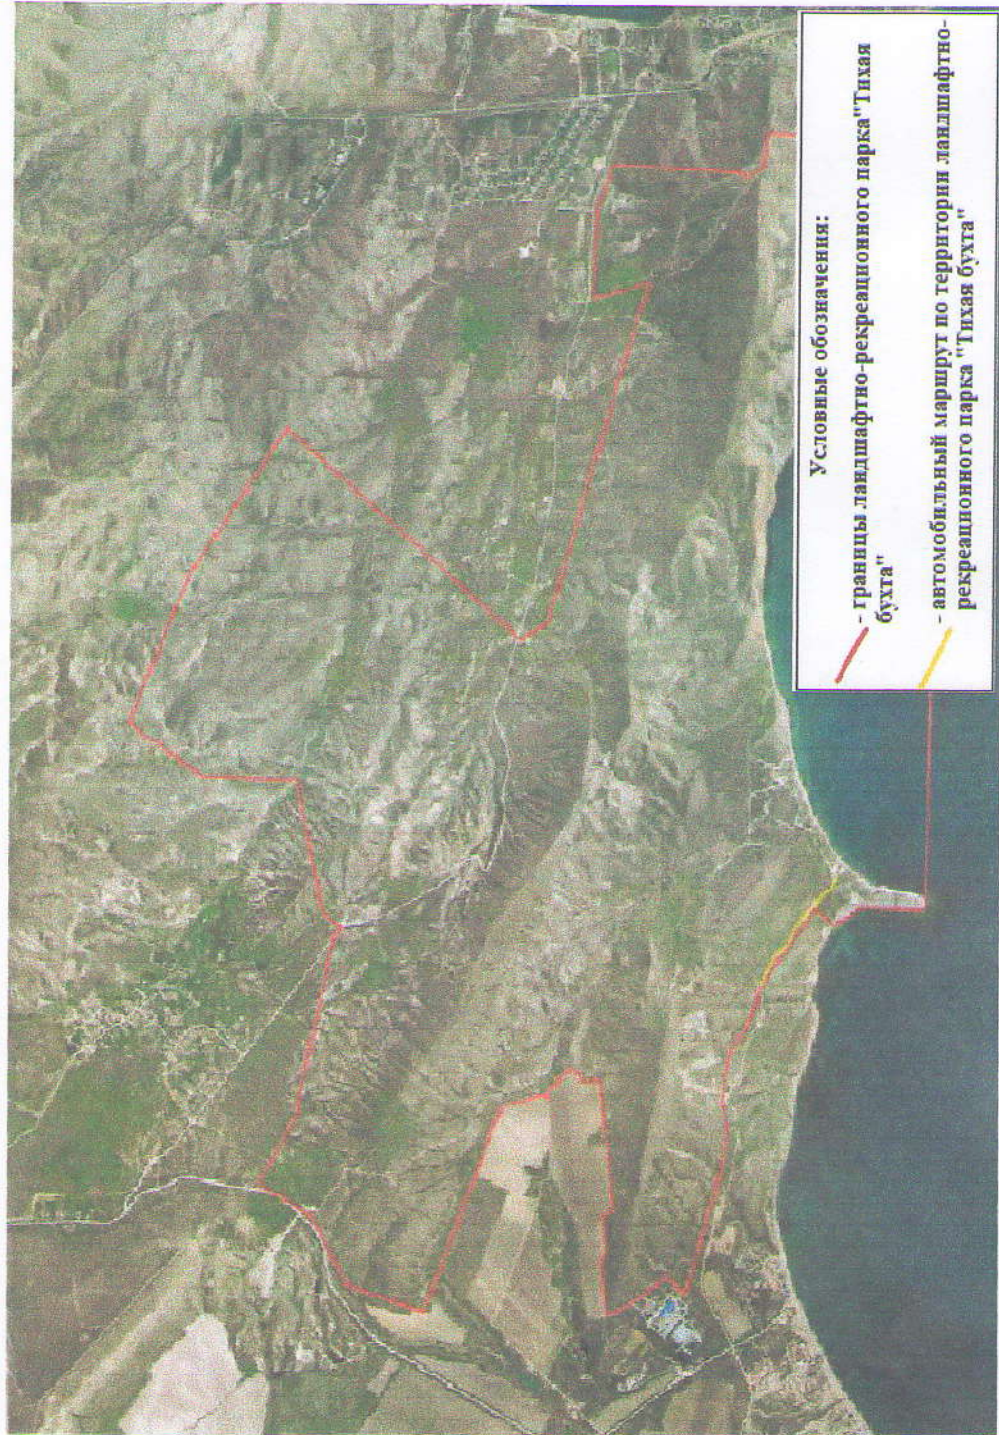 Условные обозначения:
- границы ландшафтно-рекреационного парка"Тихая
бухта"
- автомобильный маршрут по территории ландшафтно-
рекреационного парка "Тихая бухта"